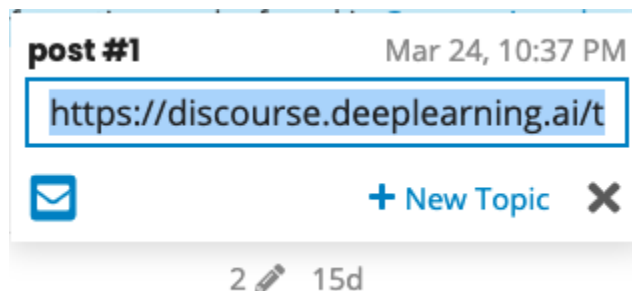 post #1 Mar 24, 10:37 PM
https://discourse.deeplearning.ai/t
+ New Topic
2 15d